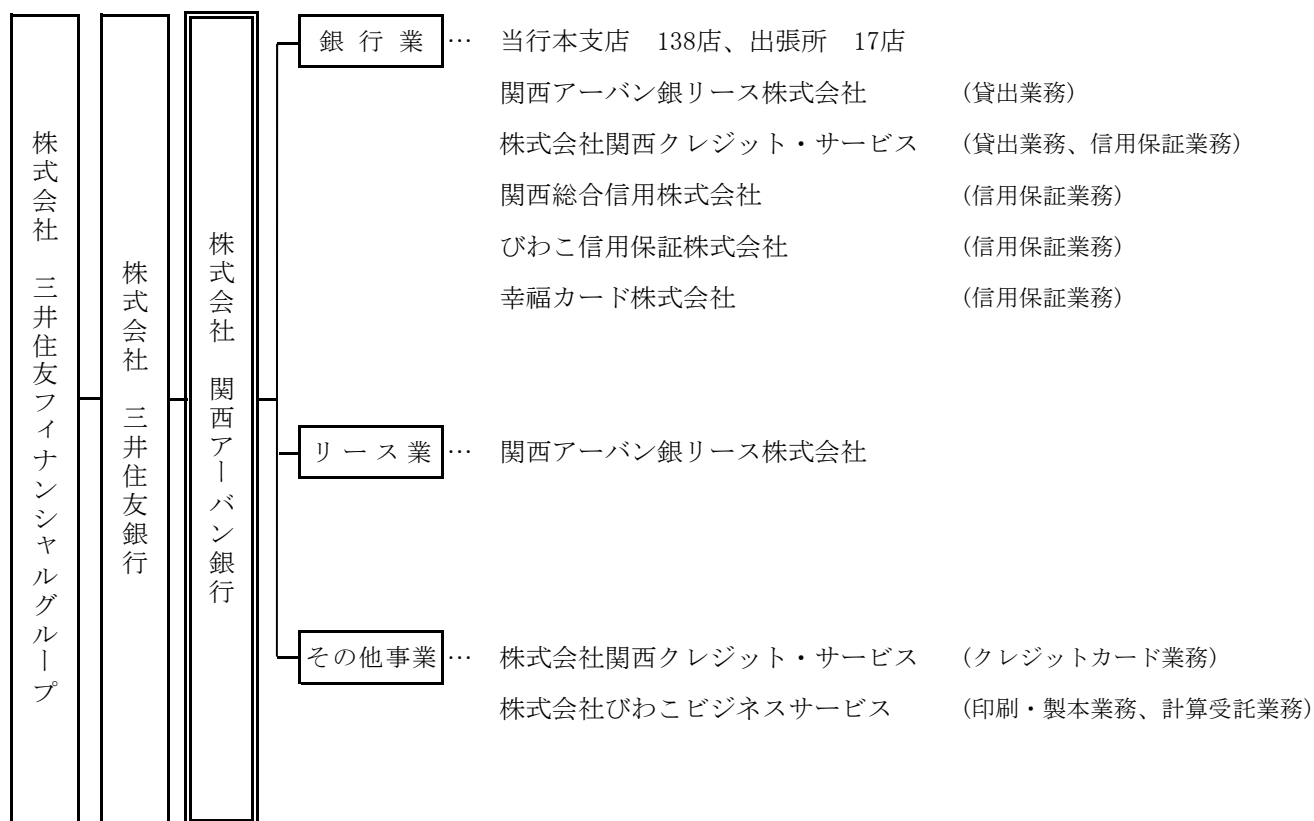 株式会社　三井住友フィナンシャルグループ
株式会社　三井住友銀行
株式会社　関西アーバン銀行
銀行業 … 当行本支店　138店、出張所　17店
関西アーバン銀リース株式会社　(貸出業務)
株式会社関西クレジット・サービス　(貸出業務、信用保証業務)
関西総合信用株式会社　(信用保証業務)
びわこ信用保証株式会社　(信用保証業務)
幸福カード株式会社　(信用保証業務)
リース業 … 関西アーバン銀リース株式会社
その他事業 … 株式会社関西クレジット・サービス　(クレジットカード業務)
株式会社びわこビジネスサービス　(印刷・製本業務、計算受託業務)